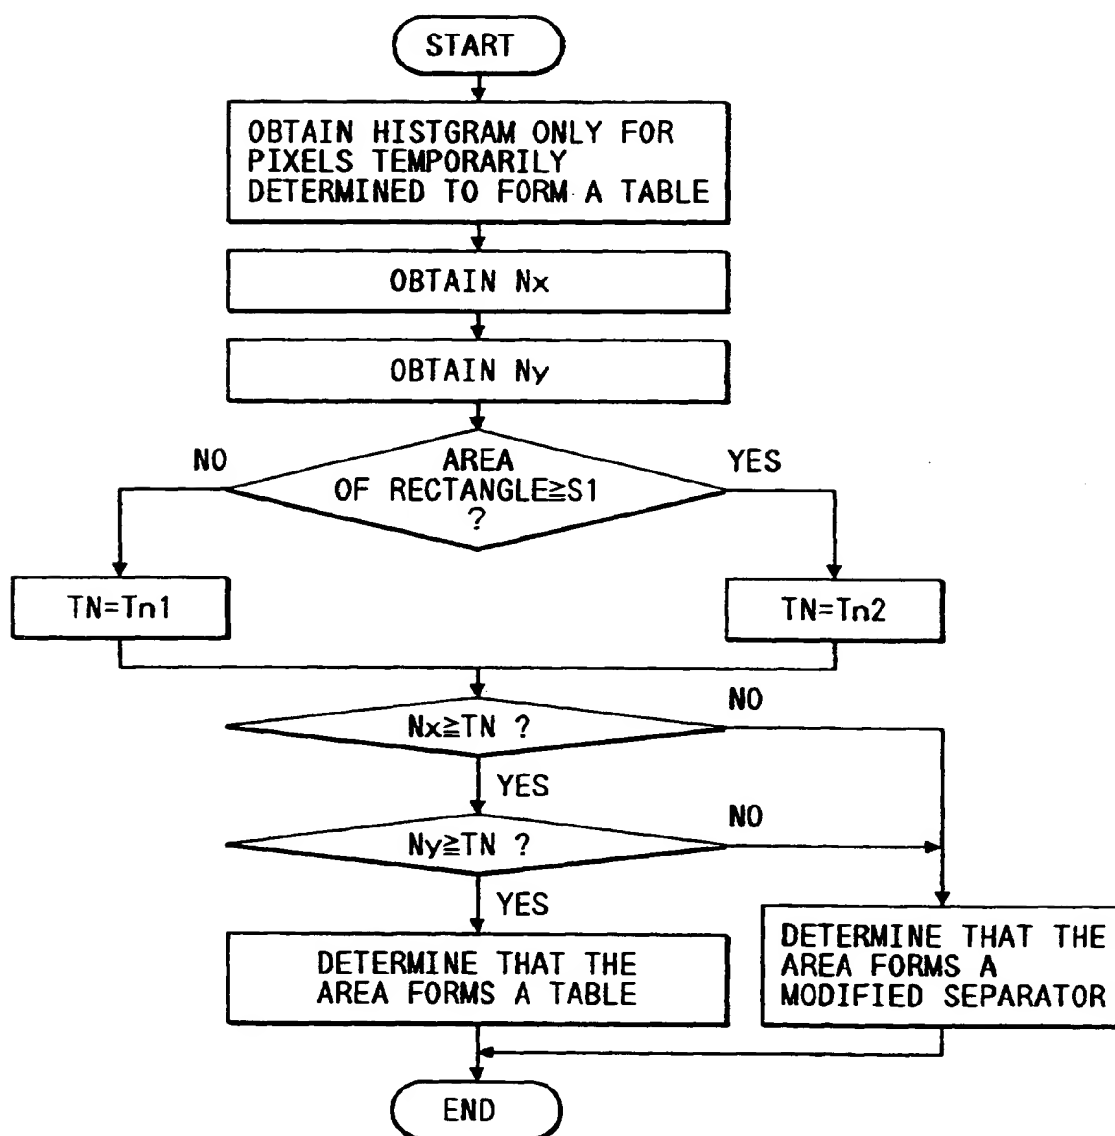 START
OBTAIN HISTGRAM ONLY FOR
PIXELS TEMPORARILY
DETERMINED TO FORM A TABLE
OBTAIN Nx
OBTAIN Ny
AREA
OF RECTANGLE≧S1
?
NO
YES
TN=Tn1
TN=Tn2
Nx≧TN ?
NO
YES
Ny≧TN ?
NO
YES
DETERMINE THAT THE
AREA FORMS A TABLE
DETERMINE THAT THE
AREA FORMS A
MODIFIED SEPARATOR
END